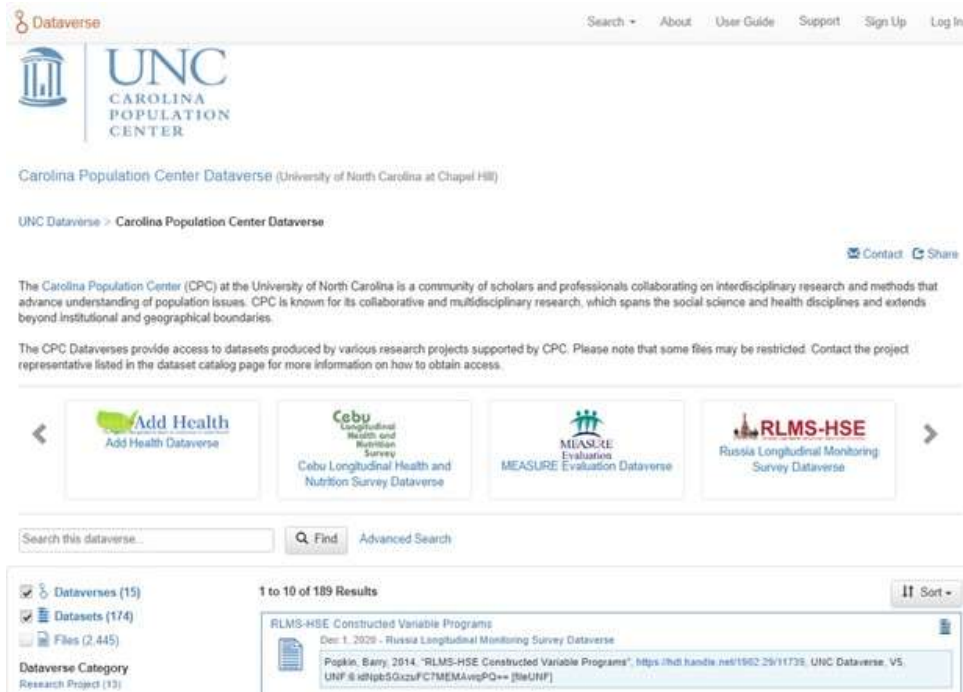 Dataverse
Search
About
User Guide
Support
Sign Up
Log In
UNC
CAROLINA
POPULATION
CENTER
Carolina Population Center Dataverse (University of North Carolina at Chapel Hill)
UNC Dataverse > Carolina Population Center Dataverse
Contact Share
The Carolina Population Center (CPC) at the University of North Carolina is a community of scholars and professionals collaborating on interdisciplinary research and methods that
advance understanding of population issues. CPC is known for its collaborative and multidisciplinary research, which spans the social science and health disciplines and extends
beyond institutional and geographical boundaries.
The CPC Dataverses provide access to datasets produced by various research projects supported by CPC. Please note that some files may be restricted. Contact the project
representative listed in the dataset catalog page for more information on how to obtain access.
Add Health
Add Health Dataverse
Cebu
Longitudinal
Health and
Nutrition
Survey
Cebu Longitudinal Health and
Nutrition Survey Dataverse
MEASURE
Evaluation
MEASURE Evaluation Dataverse
RLMS-HSE
Russia Longitudinal Monitoring
Survey Dataverse
Search this dataverse...
Find
Advanced Search
Dataverses (15)
Datasets (174)
Files (2,445)
Dataverse Category
Research Project (13)
1 to 10 of 189 Results
Sort
RLMS-HSE Constructed Variable Programs
Dec 1, 2020 - Russia Longitudinal Monitoring Survey Dataverse
Popkin, Barry, 2014, "RLMS-HSE Constructed Variable Programs", https://hdl.handle.net/1902.29/11739, UNC Dataverse, V5,
[fileUNF]